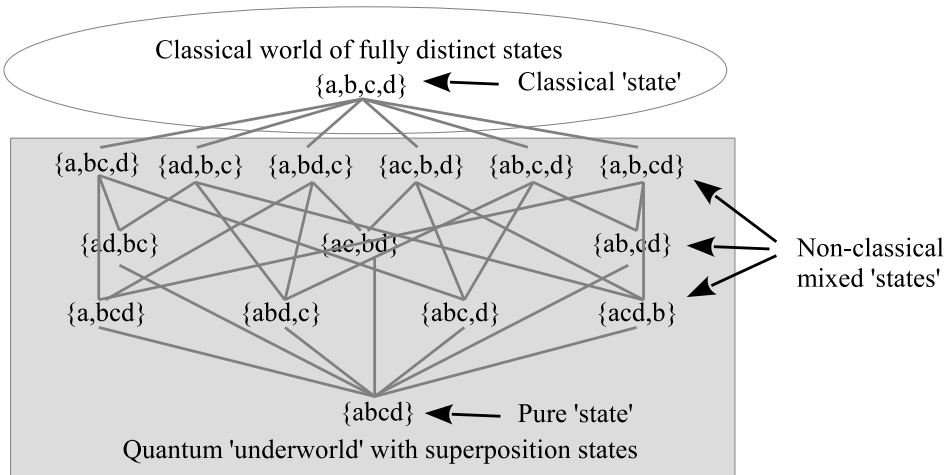 Classical world of fully distinct states
{a,b,c,d}
Classical 'state'
{a,bc,d} {ad,b,c} {a,bd,c} {ac,b,d} {ab,c,d} {a,b,cd}
{ad,bc} {ac,bd} {ab,cd}
Non-classical
mixed 'states'
{a,bcd} {abd,c} {abc,d} {acd,b}
{abcd}
Pure 'state'
Quantum 'underworld' with superposition states